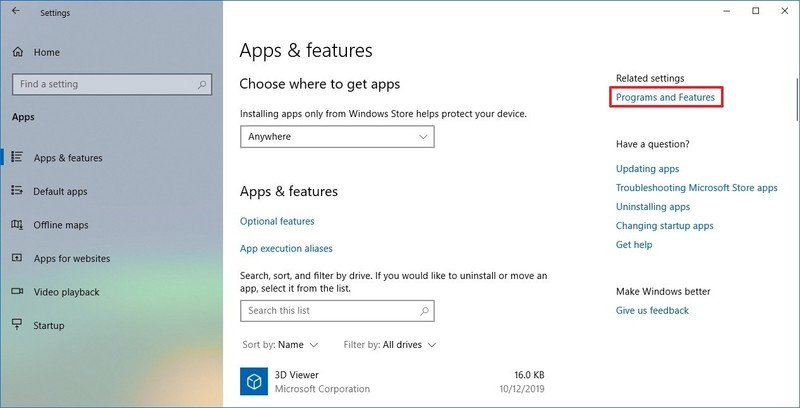 Settings
Home
Find a setting
Apps
Apps & features
Default apps
Offline maps
Apps for websites
Video playback
Startup
Apps & features
Choose where to get apps
Installing apps only from Windows Store helps protect your device.
Anywhere
Apps & features
Optional features
App execution aliases
Search, sort, and filter by drive. If you would like to uninstall or move an
app, select it from the list.
Search this list
Sort by: Name Filter by: All drives
3D Viewer 16.0 KB
Microsoft Corporation 10/12/2019
Related settings
Programs and Features
Have a question?
Updating apps
Troubleshooting Microsoft Store apps
Uninstalling apps
Changing startup apps
Get help
Make Windows better
Give us feedback